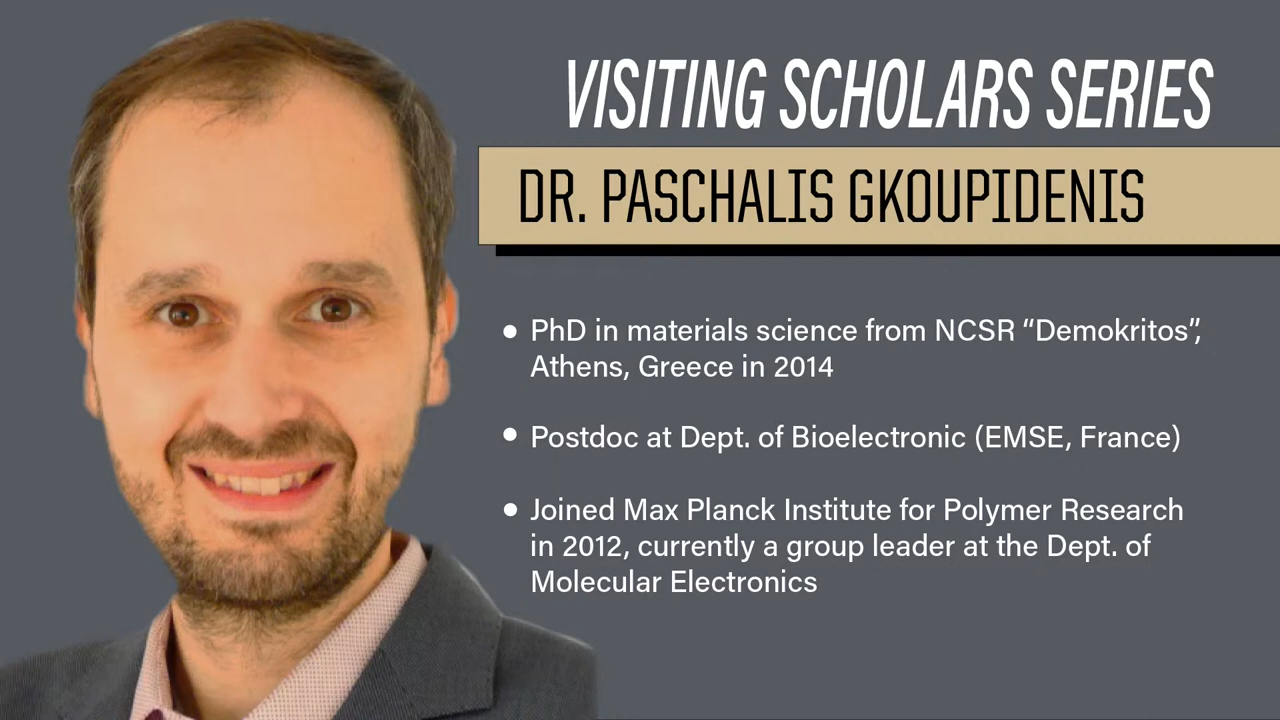 VISITING SCHOLARS SERIES
DR. PASCHALIS GKOUPIDENIS
• PhD in materials science from NCSR “Demokritos”,
Athens, Greece in 2014
• Postdoc at Dept. of Bioelectronic (EMSE, France)
• Joined Max Planck Institute for Polymer Research
in 2012, currently a group leader at the Dept. of
Molecular Electronics